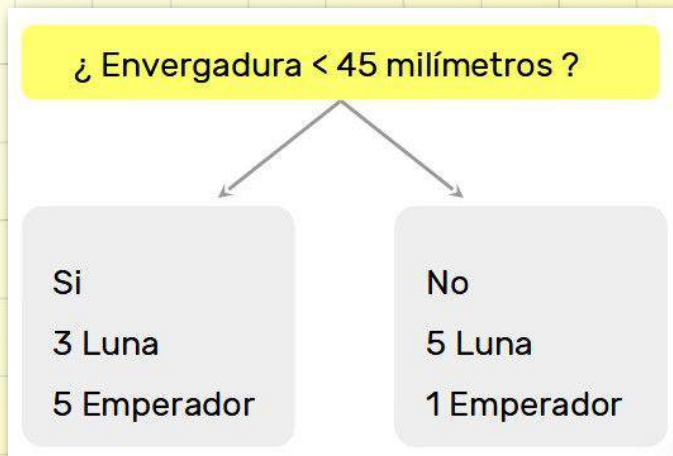 ¿ Envergadura < 45 milímetros ?
Si
3 Luna
5 Emperador
No
5 Luna
1 Emperador